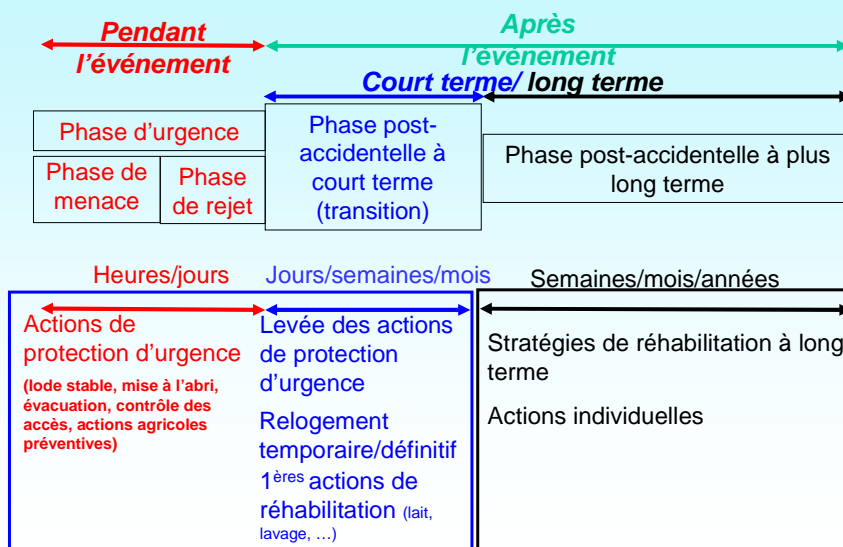 Pendant
l'événement
Après
l'événement
Court terme/ long terme
Phase d'urgence
Phase de
menace
Phase
de rejet
Phase post-
accidentelle à
court terme
(transition)
Phase post-accidentelle à plus
long terme
Heures/jours
Jours/semaines/mois
Semaines/mois/années
Actions de
protection d'urgence
(Iode stable, mise à l'abri,
évacuation, contrôle des
accès, actions agricoles
préventives)
Levée des actions
de protection
d'urgence
Relogement
temporaire/définitif
1ères actions de
réhabilitation (lait,
lavage, …)
Stratégies de réhabilitation à long
terme
Actions individuelles